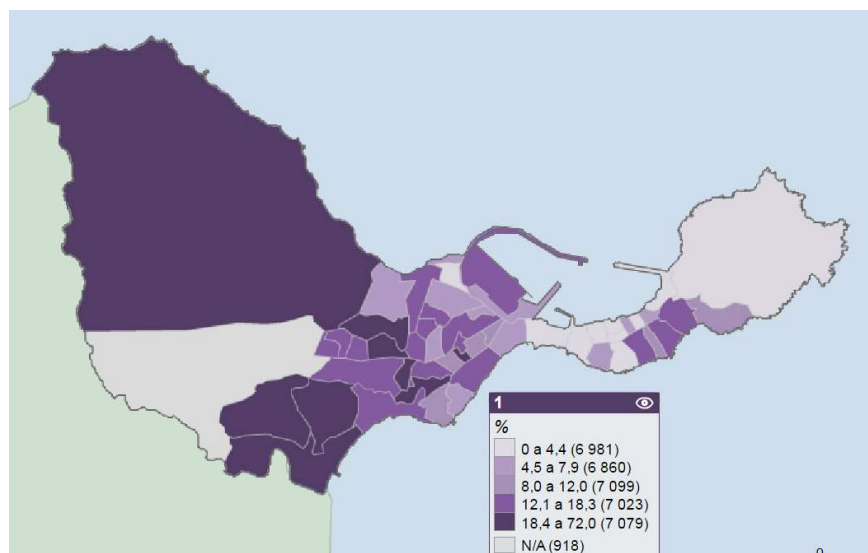 1
%
0 a 4,4 (6 981)
4,5 a 7,9 (6 860)
8,0 a 12,0 (7 099)
12,1 a 18,3 (7 023)
18,4 a 72,0 (7 079)
N/A (918)
0